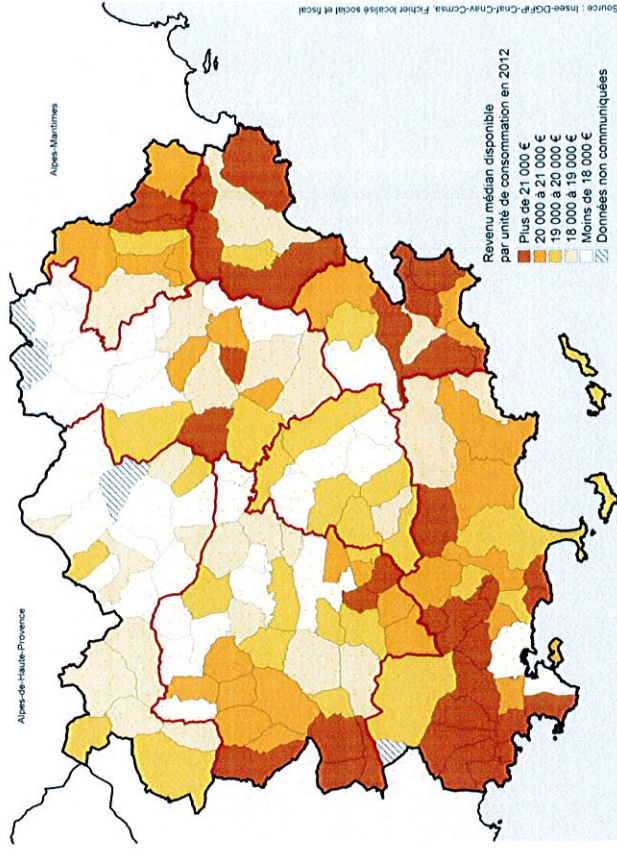 Alpes-de-Haute-Provence
Alpes-Maritimes
Revenu médian disponible
par unité de consommation en 2012
Plus de 21 000 €
20 000 à 21 000 €
19 000 à 20 000 €
18 000 à 19 000 €
Moins de 18 000 €
Données non communiquées
Source : Insee-DGFiP-Cnaf-Cnav-Ccmsa, Fichier localisé social et fiscal